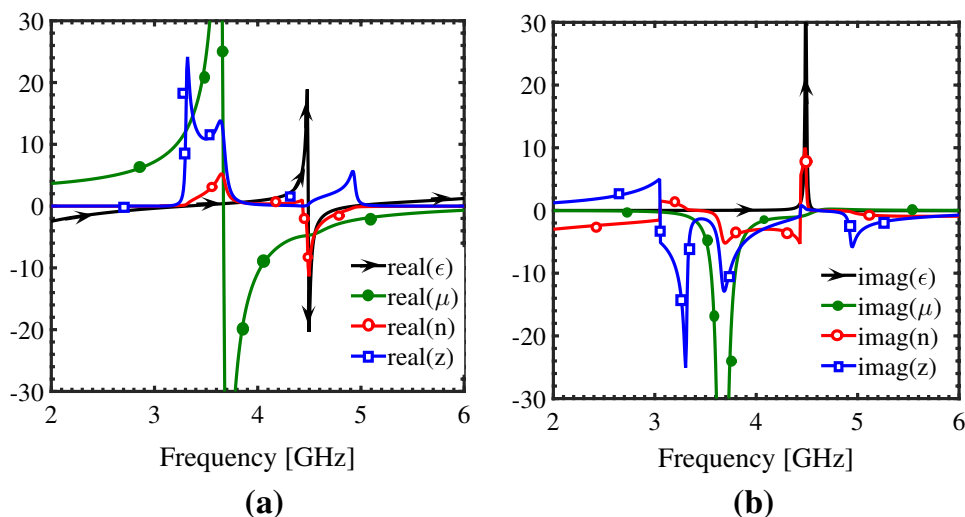 30
20
10
0
-10
-20
-30
2 3 4 5 6
Frequency [GHz]
real(ϵ)
real(μ)
real(n)
real(z)
(a)
30
20
10
0
-10
-20
-30
2 3 4 5 6
Frequency [GHz]
imag(ϵ)
imag(μ)
imag(n)
imag(z)
(b)